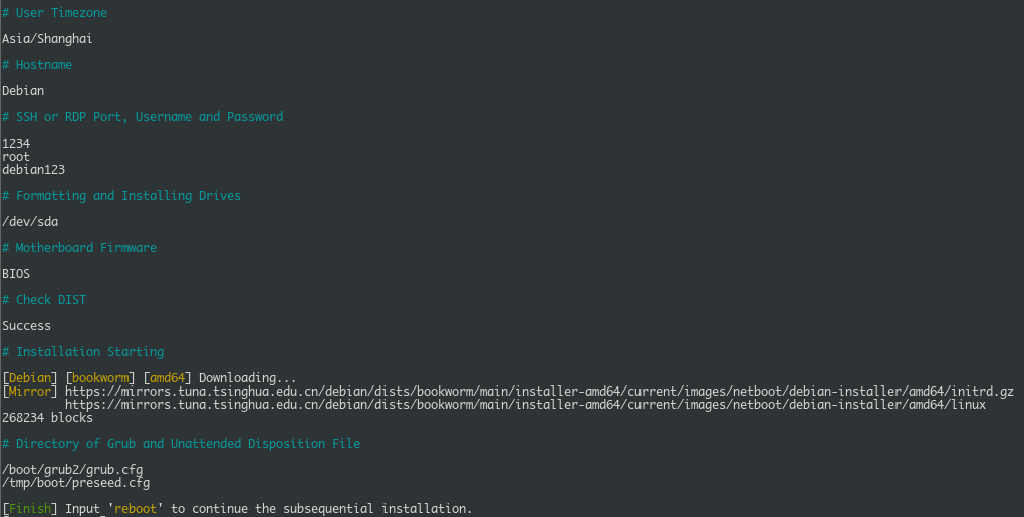 # User Timezone
Asia/Shanghai
# Hostname
Debian
# SSH or RDP Port, Username and Password
1234
root
debian123
# Formatting and Installing Drives
/dev/sda
# Motherboard Firmware
BIOS
# Check DIST
Success
# Installation Starting
[Debian] [bookworm] [amd64] Downloading...
[Mirror] https://mirrors.tuna.tsinghua.edu.cn/debian/dists/bookworm/main/installer-amd64/current/images/netboot/debian-installer/amd64/initrd.gz
https://mirrors.tuna.tsinghua.edu.cn/debian/dists/bookworm/main/installer-amd64/current/images/netboot/debian-installer/amd64/linux
268234 blocks
# Directory of Grub and Unattended Disposition File
/boot/grub2/grub.cfg
/tmp/boot/preseed.cfg
[Finish] Input 'reboot' to continue the subsequential installation.